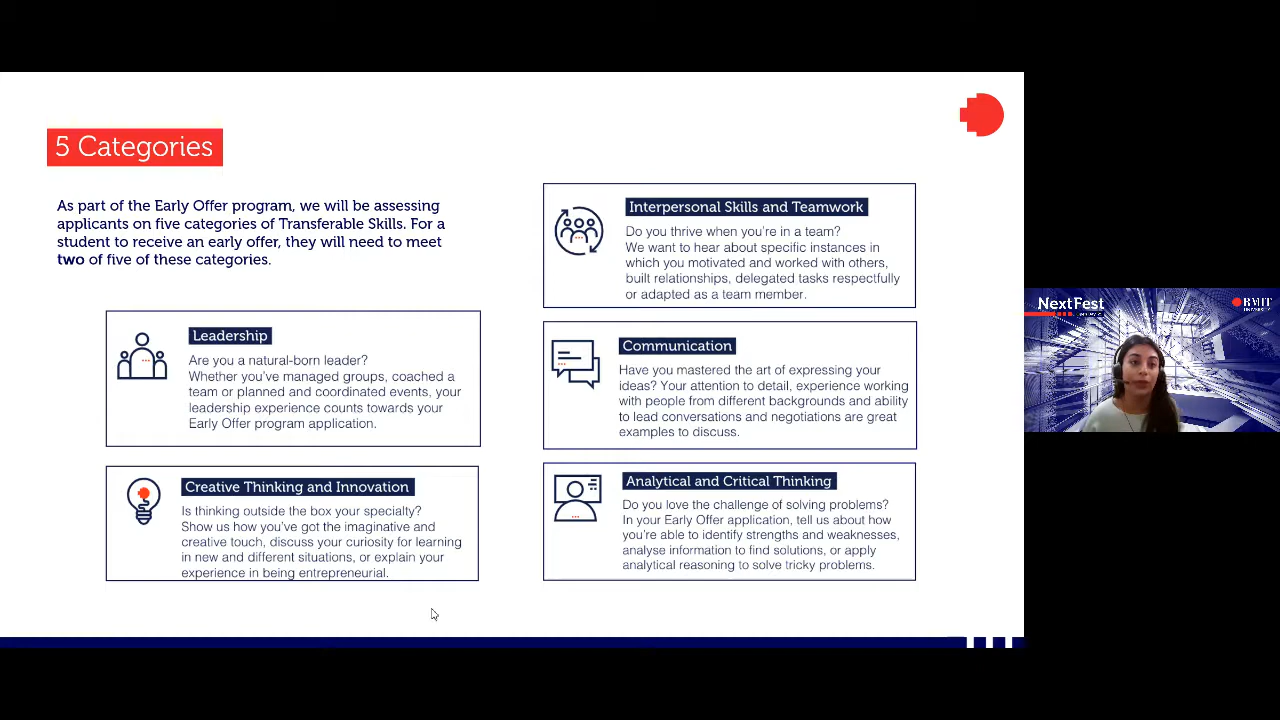 5 Categories
As part of the Early Offer program, we will be assessing
applicants on five categories of Transferable Skills. For a
student to receive an early offer, they will need to meet
two of five of these categories.
Leadership
Are you a natural-born leader?
Whether you've managed groups, coached a
team or planned and coordinated events, your
leadership experience counts towards your
Early Offer program application.
Creative Thinking and Innovation
Is thinking outside the box your specialty?
Show us how you've got the imaginative and
creative touch, discuss your curiosity for learning
in new and different situations, or explain your
experience in being entrepreneurial.
Interpersonal Skills and Teamwork
Do you thrive when you're in a team?
We want to hear about specific instances in
which you motivated and worked with others,
built relationships, delegated tasks respectfully
or adapted as a team member.
Communication
Have you mastered the art of expressing your
ideas? Your attention to detail, experience working
with people from different backgrounds and ability
to lead conversations and negotiations are great
examples to discuss.
Analytical and Critical Thinking
Do you love the challenge of solving problems?
In your Early Offer application, tell us about how
you're able to identify strengths and weaknesses,
analyse information to find solutions, or apply
analytical reasoning to solve tricky problems.
NextFest
RMIT
UNIVERSITY